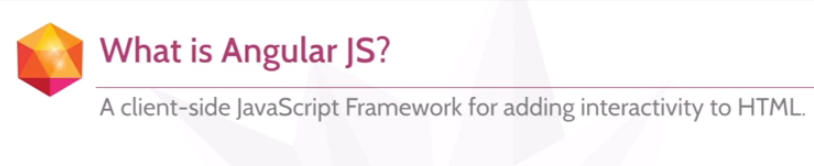 What is Angular JS?
A client-side JavaScript Framework for adding interactivity to HTML.